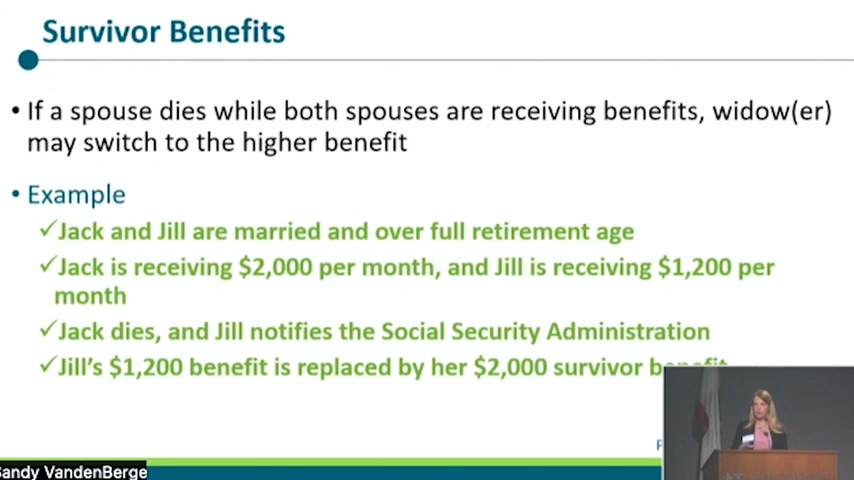 Survivor Benefits
• If a spouse dies while both spouses are receiving benefits, widow(er)
may switch to the higher benefit
• Example
✓Jack and Jill are married and over full retirement age
✓Jack is receiving $2,000 per month, and Jill is receiving $1,200 per
month
✓Jack dies, and Jill notifies the Social Security Administration
✓Jill's $1,200 benefit is replaced by her $2,000 survivor benefit
Sandy VandenBerge